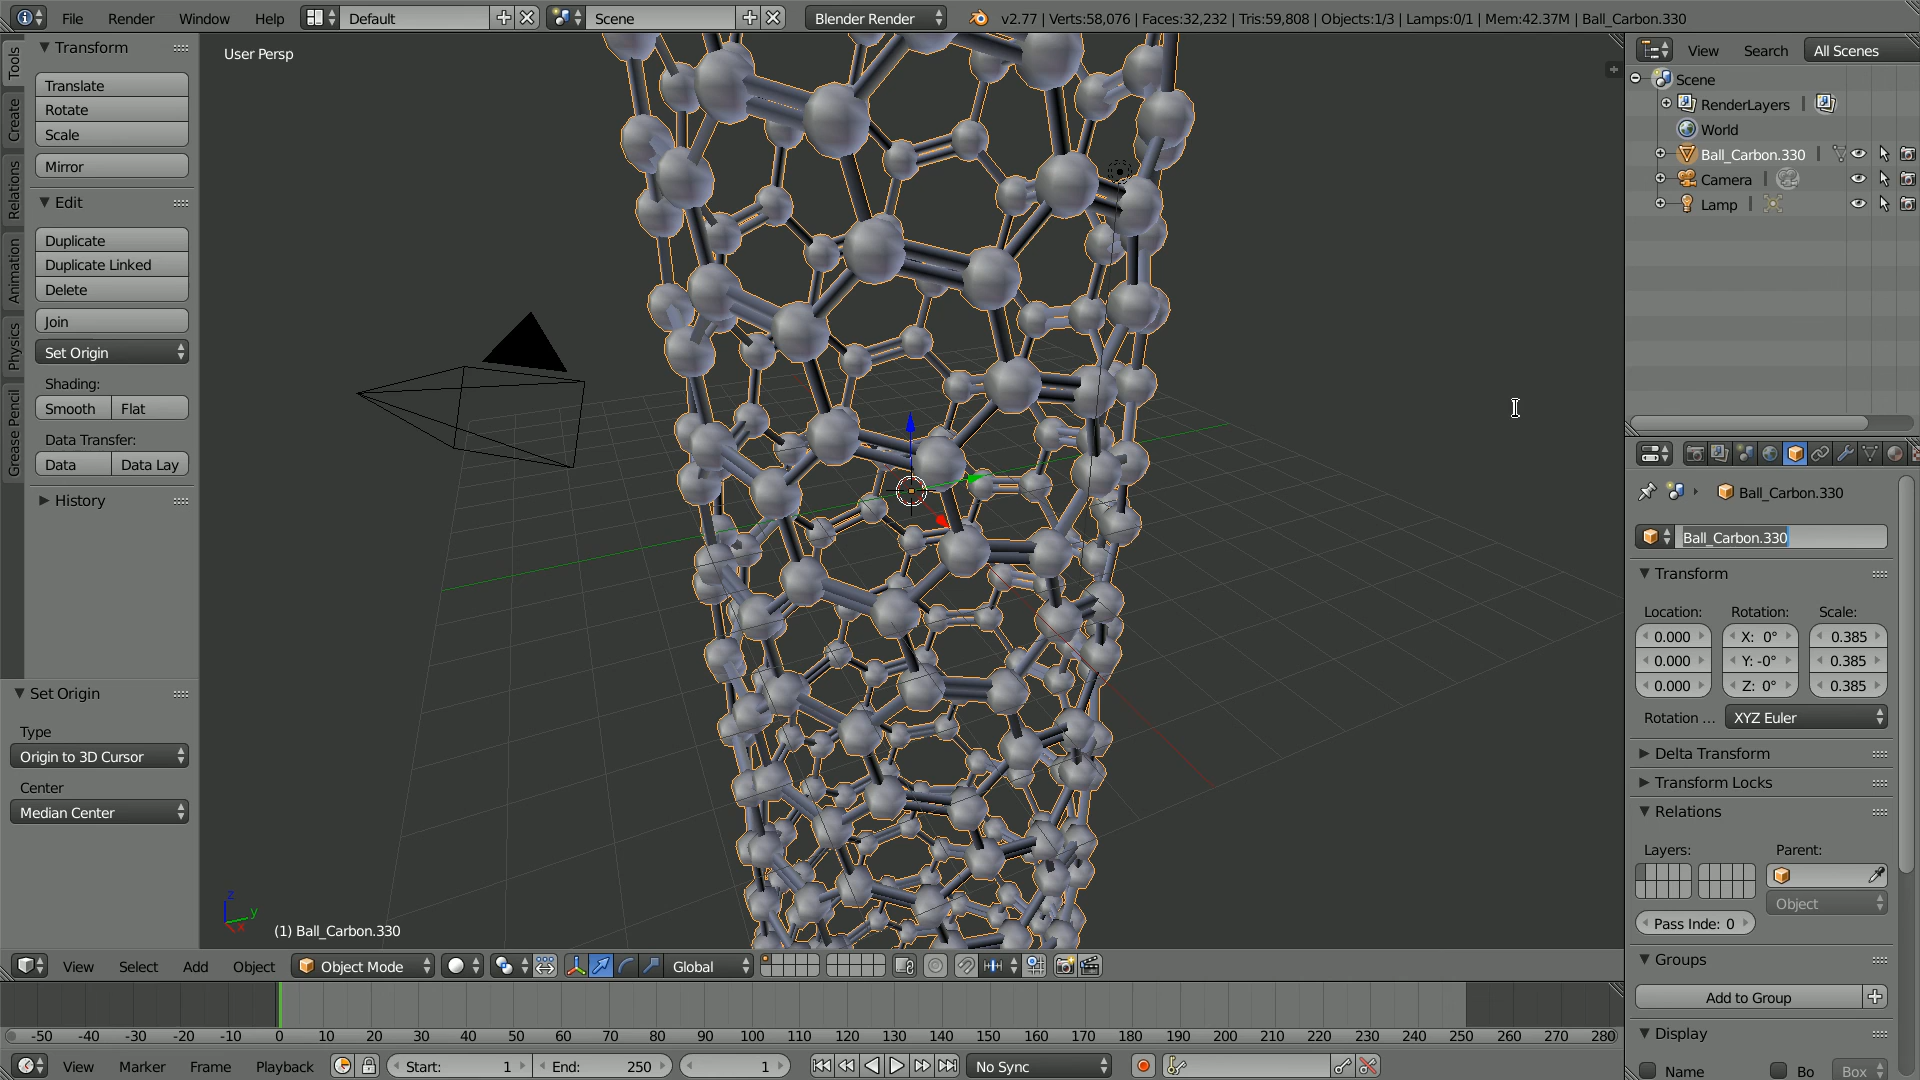 File Render Window Help Default Scene Blender Render v2.77 | Verts:58,076 | Faces:32,232 | Tris:59,808 | Objects:1/3 | Lamps:0/1 | Mem:42.37M | Ball_Carbon.330
Tools
Create
Relations
Animation
Physics
Grease Pencil
Transform
Translate
Rotate
Scale
Mirror
Edit
Duplicate
Duplicate Linked
Delete
Join
Set Origin
Shading:
Smooth Flat
Data Transfer:
Data Data Lay
History
Set Origin
Type
Origin to 3D Cursor
Center
Median Center
User Persp
z
y
x
(1) Ball_Carbon.330
View Search All Scenes
Scene
RenderLayers
World
Ball_Carbon.330
Camera
Lamp
Ball_Carbon.330
Ball_Carbon.330
Transform
Location: Rotation: Scale:
0.000 X: 0° 0.385
0.000 Y: -0° 0.385
0.000 Z: 0° 0.385
Rotation ... XYZ Euler
Delta Transform
Transform Locks
Relations
Layers: Parent:
Object
Pass Inde: 0
Groups
Add to Group
Display
Name Bo Box
View Select Add Object Object Mode Global
-50 -40 -30 -20 -10 0 10 20 30 40 50 60 70 80 90 100 110 120 130 140 150 160 170 180 190 200 210 220 230 240 250 260 270 280
View Marker Frame Playback Start: 1 End: 250 1 No Sync